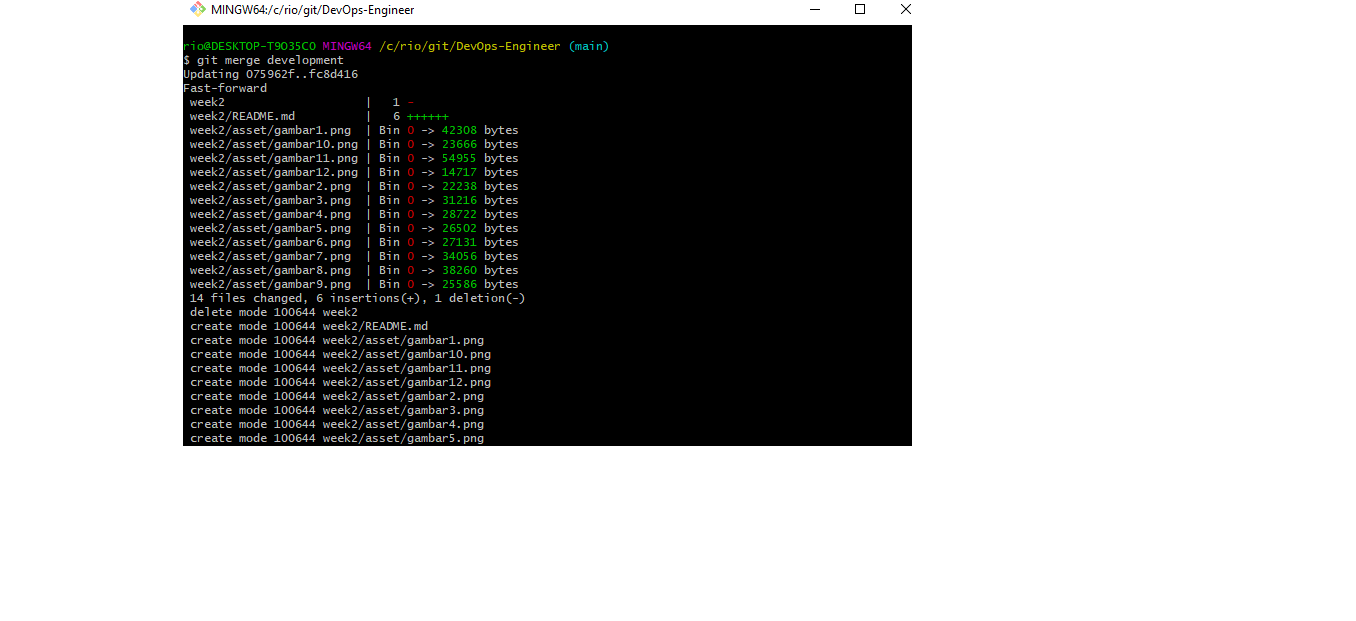 MINGW64:/c/rio/git/DevOps-Engineer
rio@DESKTOP-T9O35CO MINGW64 /c/rio/git/DevOps-Engineer (main)
$ git merge development
Updating 075962f..fc8d416
Fast-forward
week2 | 1 -
week2/README.md | 6 ++++++
week2/asset/gambar1.png | Bin 0 -> 42308 bytes
week2/asset/gambar10.png | Bin 0 -> 23666 bytes
week2/asset/gambar11.png | Bin 0 -> 54955 bytes
week2/asset/gambar12.png | Bin 0 -> 14717 bytes
week2/asset/gambar2.png | Bin 0 -> 22238 bytes
week2/asset/gambar3.png | Bin 0 -> 31216 bytes
week2/asset/gambar4.png | Bin 0 -> 28722 bytes
week2/asset/gambar5.png | Bin 0 -> 26502 bytes
week2/asset/gambar6.png | Bin 0 -> 27131 bytes
week2/asset/gambar7.png | Bin 0 -> 34056 bytes
week2/asset/gambar8.png | Bin 0 -> 38260 bytes
week2/asset/gambar9.png | Bin 0 -> 25586 bytes
14 files changed, 6 insertions(+), 1 deletion(-)
delete mode 100644 week2
create mode 100644 week2/README.md
create mode 100644 week2/asset/gambar1.png
create mode 100644 week2/asset/gambar10.png
create mode 100644 week2/asset/gambar11.png
create mode 100644 week2/asset/gambar12.png
create mode 100644 week2/asset/gambar2.png
create mode 100644 week2/asset/gambar3.png
create mode 100644 week2/asset/gambar4.png
create mode 100644 week2/asset/gambar5.png